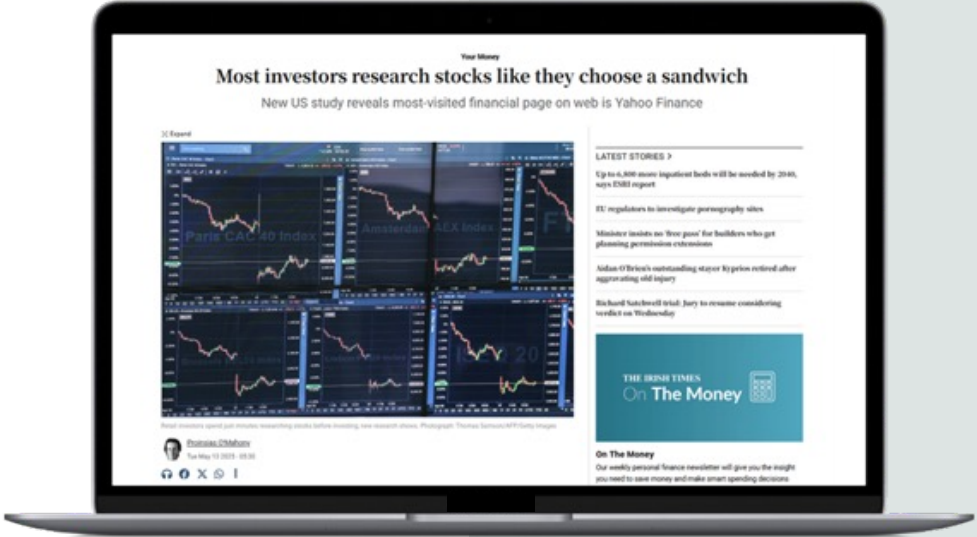 Your Money
Most investors research stocks like they choose a sandwich
New US study reveals most-visited financial page on web is Yahoo Finance
Expand
Paris CAC 40 Index
Amsterdam AEX Index
20
Retail investors spend just minutes researching stocks before investing, new research shows. Photograph: Thomas Samson/AFP/Getty Images
Proinsias O'Mahony
Tue May 13 2025 - 05:30
LATEST STORIES >
Up to 6,800 more inpatient beds will be needed by 2040,
says ESRI report
EU regulators to investigate pornography sites
Minister insists no 'free pass' for builders who get
planning permission extensions
Aidan O'Brien's outstanding stayer Kyprios retired after
aggravating old injury
Richard Satchwell trial: Jury to resume considering
verdict on Wednesday
THE IRISH TIMES
On The Money
On The Money
Our weekly personal finance newsletter will give you the insight
you need to save money and make smart spending decisions